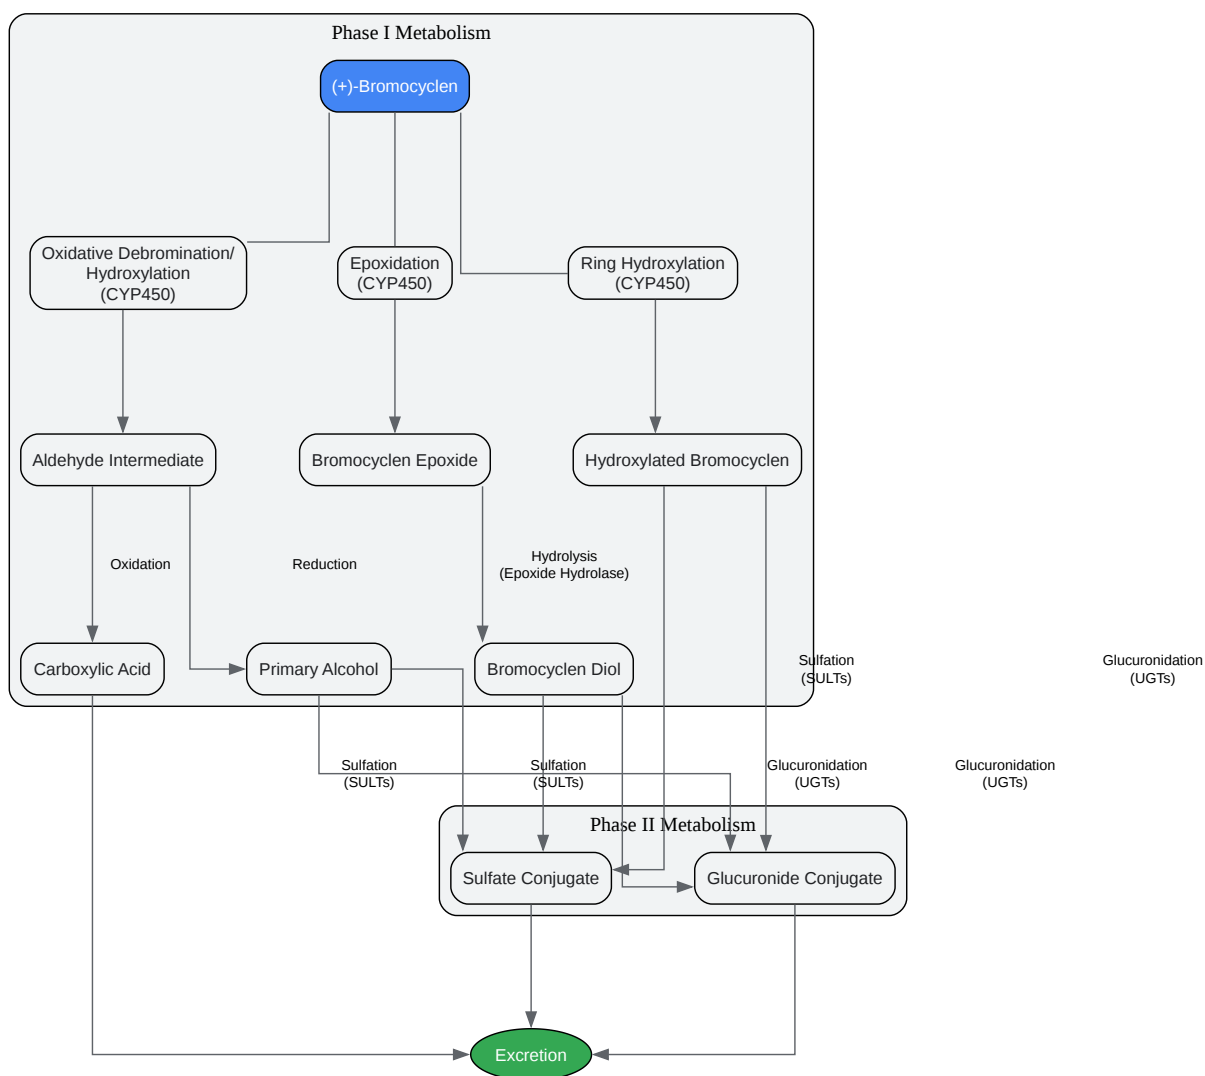 Phase I Metabolism
(+)-Bromocyclen
Oxidative Debromination/
Hydroxylation
(CYP450)
Epoxidation
(CYP450)
Ring Hydroxylation
(CYP450)
Aldehyde Intermediate
Bromocyclen Epoxide
Hydroxylated Bromocyclen
Oxidation
Reduction
Hydrolysis
(Epoxide Hydrolase)
Carboxylic Acid
Primary Alcohol
Bromocyclen Diol
Sulfation
(SULTs)
Glucuronidation
(UGTs)
Sulfation
(SULTs)
Sulfation
(SULTs)
Glucuronidation
(UGTs)
Glucuronidation
(UGTs)
Phase II Metabolism
Sulfate Conjugate
Glucuronide Conjugate
Excretion